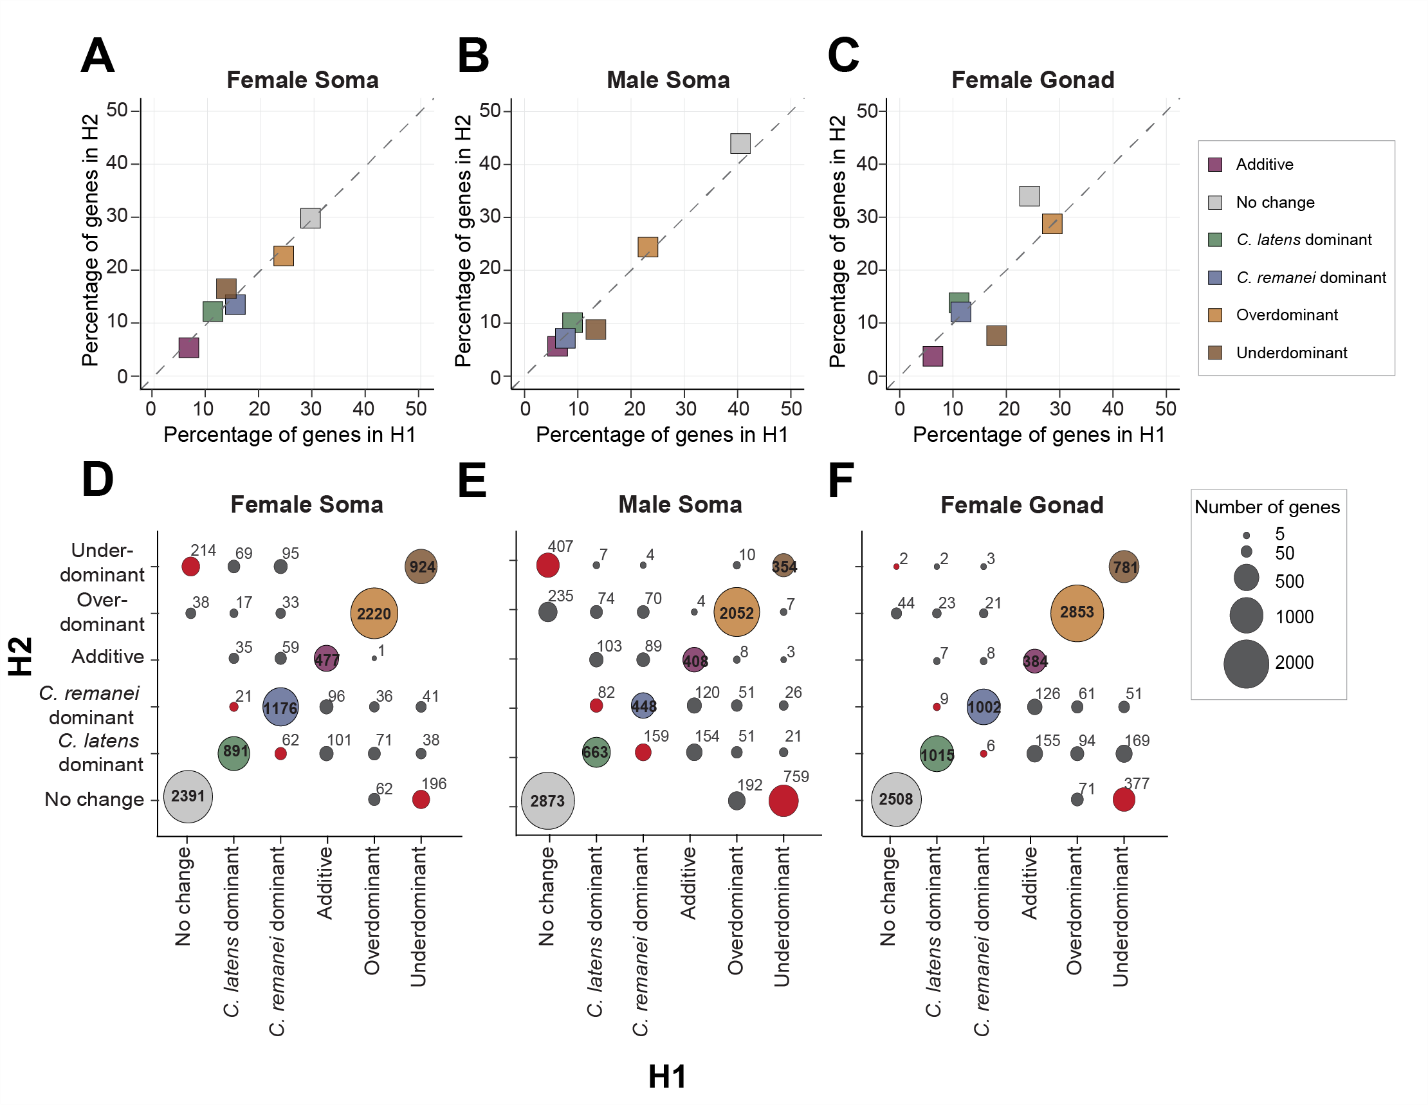 A
B
C
Female Soma
Male Soma
Female Gonad
Percentage of genes in H2
50
40
30
20
10
0
0 10 20 30 40 50
Percentage of genes in H1
Percentage of genes in H2
50
40
30
20
10
0
0 10 20 30 40 50
Percentage of genes in H1
Percentage of genes in H2
50
40
30
20
10
0
0 10 20 30 40 50
Percentage of genes in H1
Additive
No change
C. latens dominant
C. remanei dominant
Overdominant
Underdominant
D
E
F
Female Soma
Male Soma
Female Gonad
H2
Under-
dominant
Over-
dominant
Additive
C. remanei
dominant
C. latens
dominant
No change
214 69 95 924
38 17 33 2220
35 59 477 1
21 1176 96 36 41
891 62 101 71 38
2391 62 196
No change
C. latens dominant
C. remanei dominant
Additive
Overdominant
Underdominant
407 7 4 10 354
235 74 70 4 2052 7
103 89 408 8 3
82 448 120 51 26
663 159 154 51 21
2873 192 759
No change
C. latens dominant
C. remanei dominant
Additive
Overdominant
Underdominant
2 2 3 781
44 23 21 2853
7 8 384
9 1002 126 61 51
1015 6 155 94 169
2508 71 377
No change
C. latens dominant
C. remanei dominant
Additive
Overdominant
Underdominant
Number of genes
5
50
500
1000
2000
H1